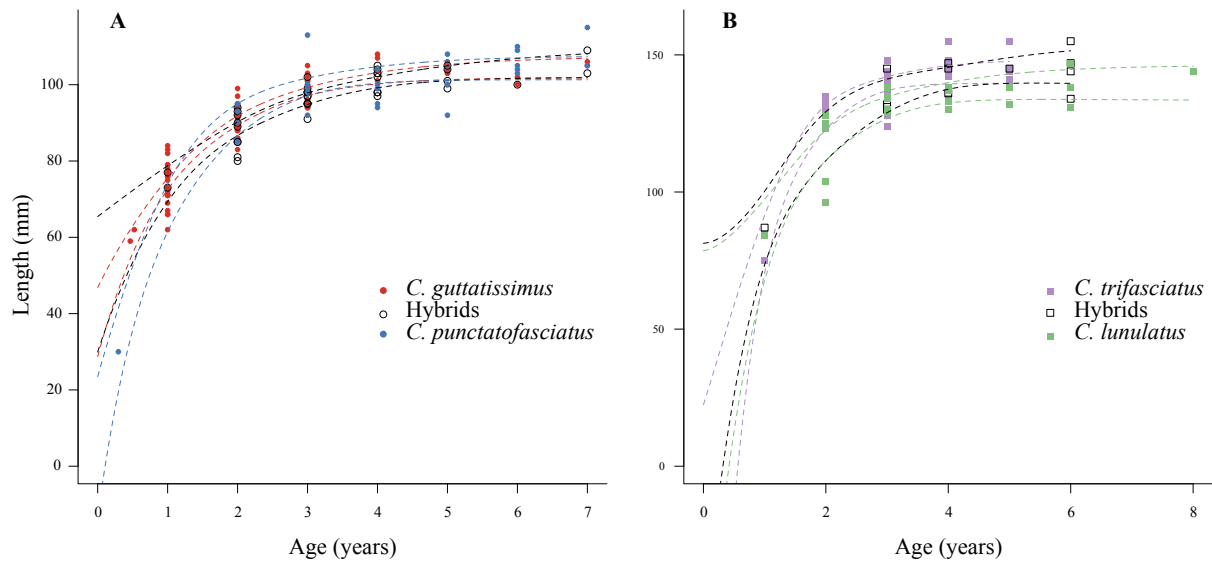 A
B
Length (mm)
100
80
60
40
20
0
C. guttatissimus
Hybrids
C. punctatofasciatus
0 1 2 3 4 5 6 7
Age (years)
150
100
50
0
C. trifasciatus
Hybrids
C. lunulatus
0 2 4 6 8
Age (years)